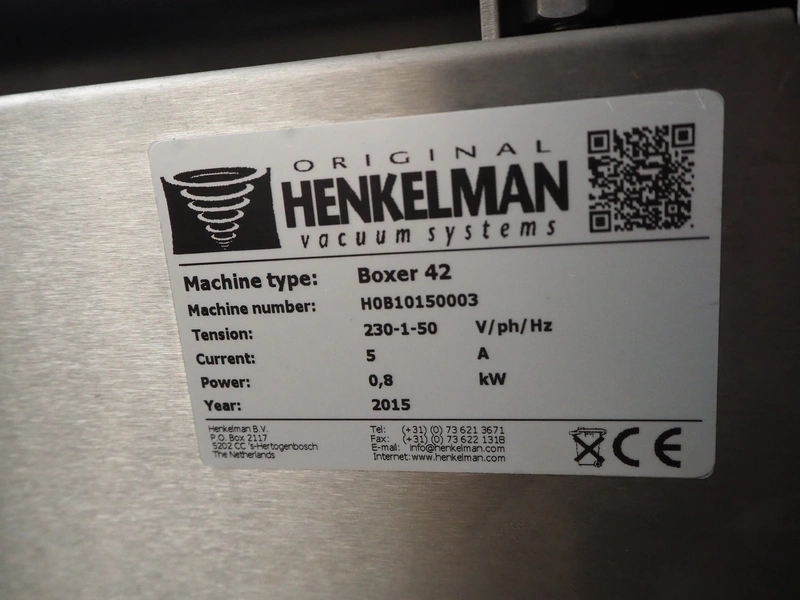 ORIGINAL
HENKELMAN
vacuum systems
Machine type: Boxer 42
Machine number: H0B10150003
Tension: 230-1-50 V/ph/Hz
Current: 5 A
Power: 0,8 kW
Year: 2015
Henkelman B.V.
P.O. Box 2117
5202 CC 's-Hertogenbosch
The Netherlands
Tel: (+31) (0) 73 621 3671
Fax: (+31) (0) 73 622 1318
E-mail: info@henkelman.com
Internet: www.henkelman.com
CE